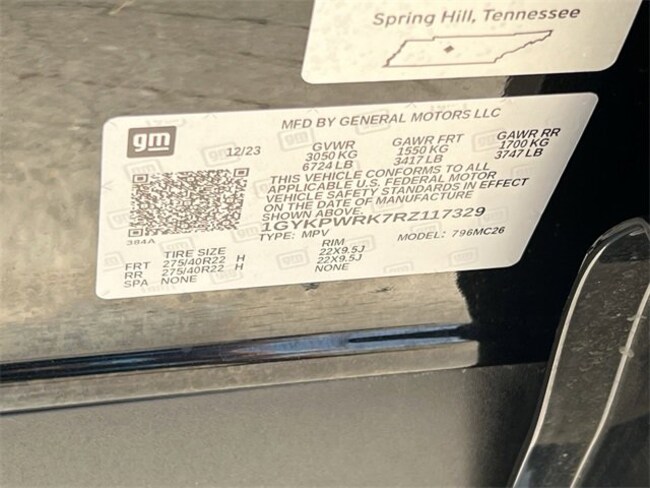 Spring Hill, Tennessee
gm
MFD BY GENERAL MOTORS LLC
12/23
GVWR
3050 KG
6724 LB
GAWR FRT
1550 KG
3417 LB
GAWR RR
1700 KG
3747 LB
THIS VEHICLE CONFORMS TO ALL
APPLICABLE U.S. FEDERAL MOTOR
VEHICLE SAFETY STANDARDS IN EFFECT
ON THE DATE OF MANUFACTURE
SHOWN ABOVE.
1GYKPWRK7RZ117329
384A
TYPE: MPV
MODEL: 796MC26
TIRE SIZE
RIM
FRT 275/40R22 H 22X9.5J
RR 275/40R22 H 22X9.5J
SPA NONE NONE